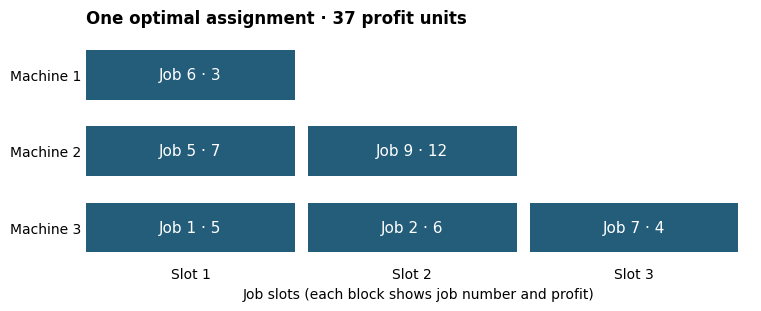 One optimal assignment · 37 profit units
Machine 1
Job 6 · 3
Machine 2
Job 5 · 7
Job 9 · 12
Machine 3
Job 1 · 5
Job 2 · 6
Job 7 · 4
Slot 1
Slot 2
Slot 3
Job slots (each block shows job number and profit)